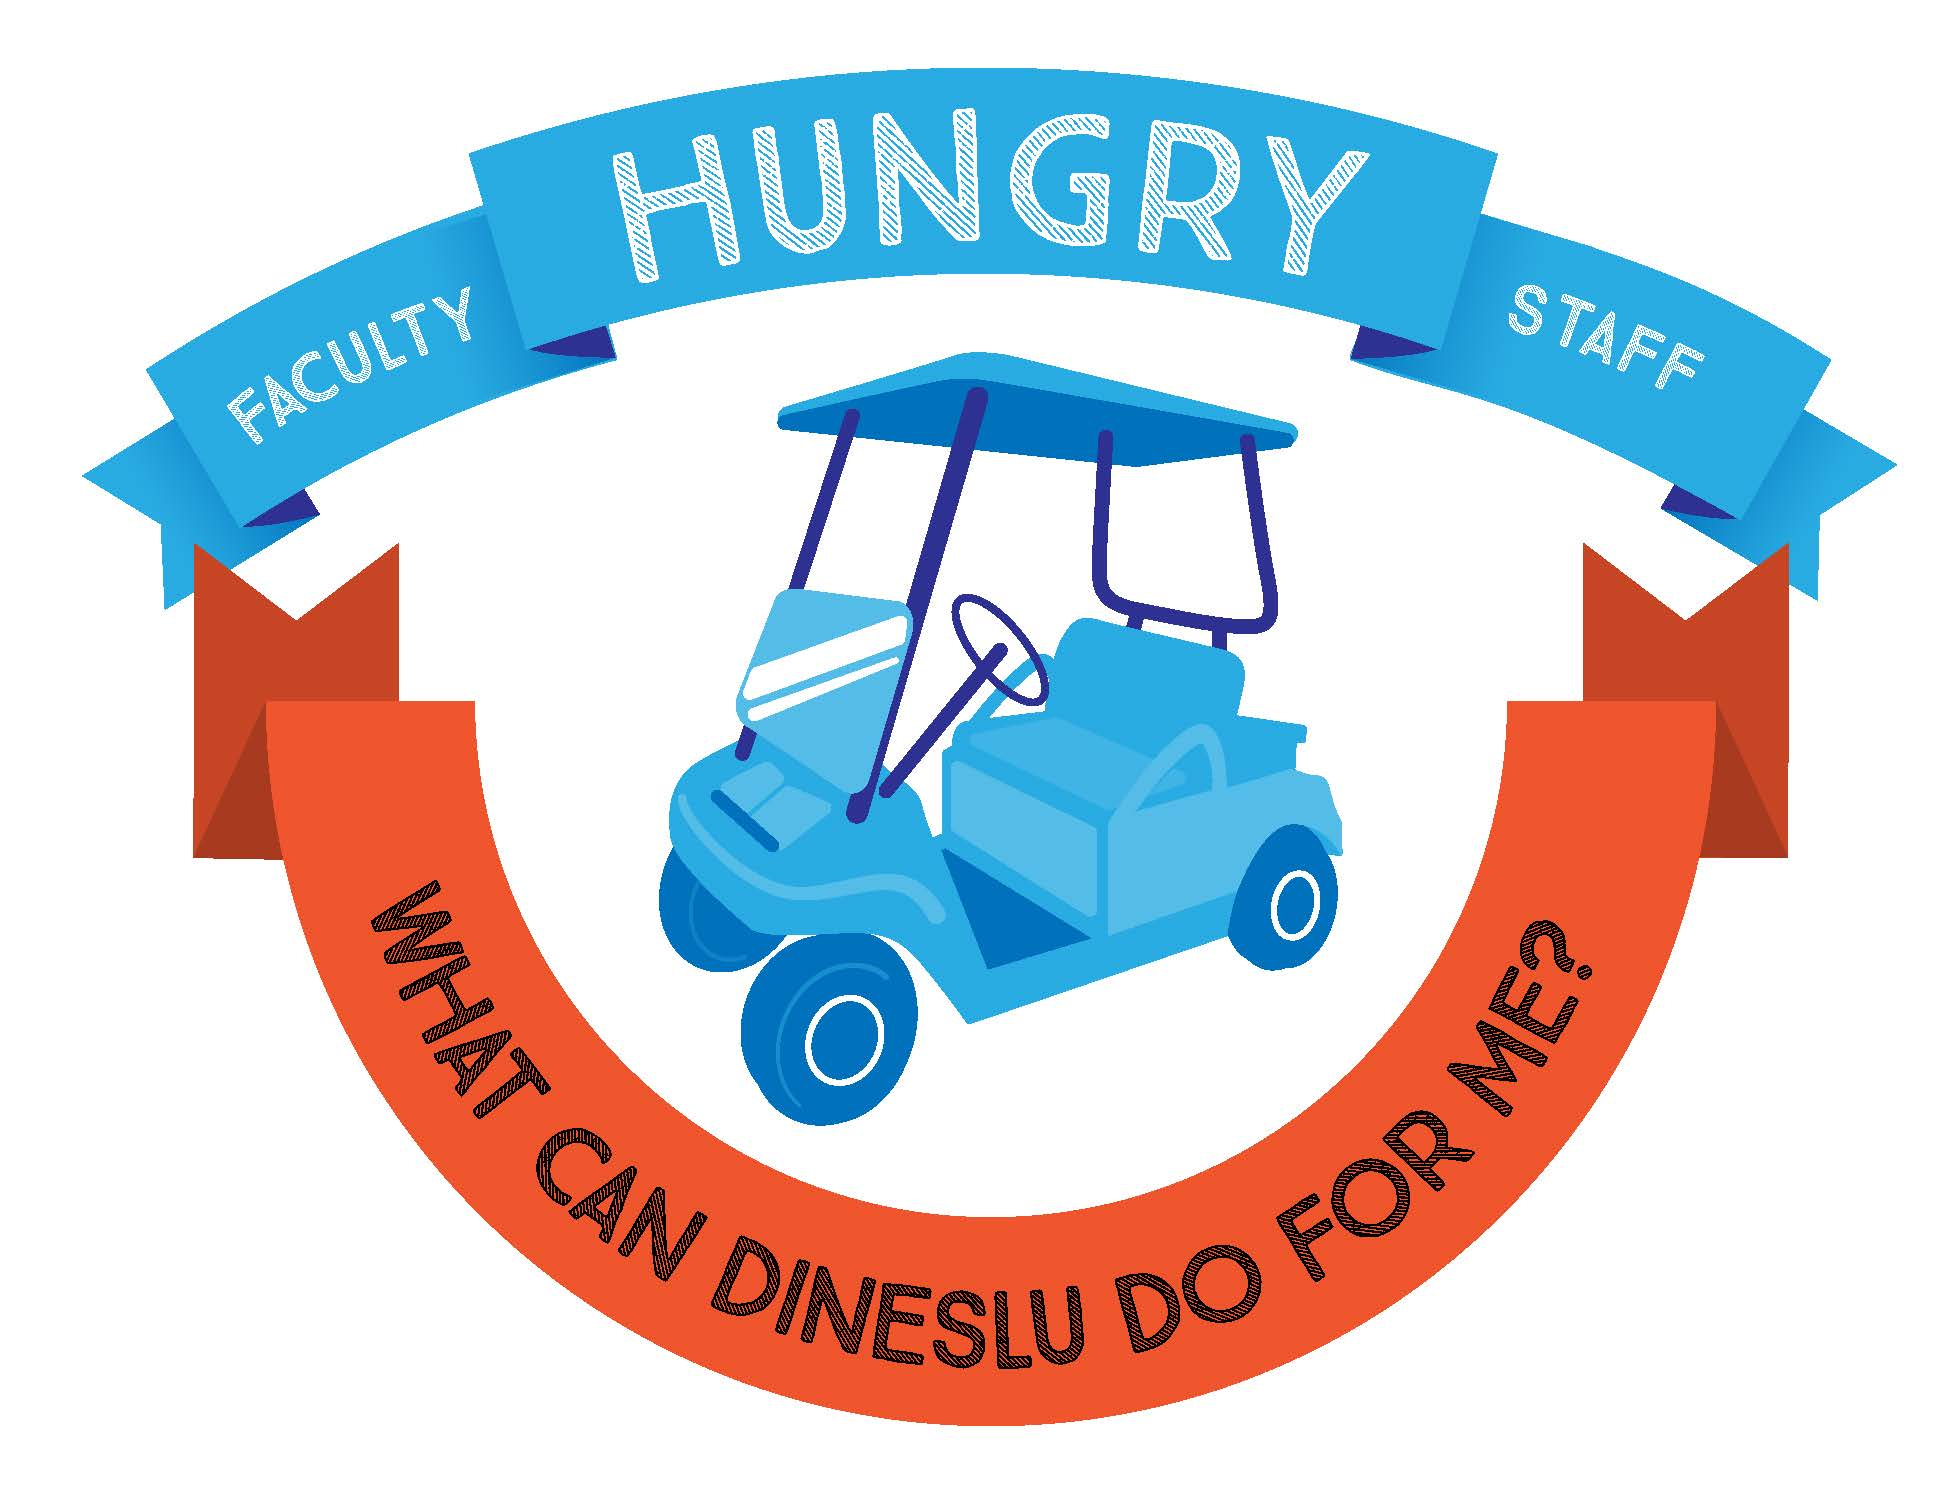 FACULTY
HUNGRY
STAFF
WHAT CAN DINESLU DO FOR ME?